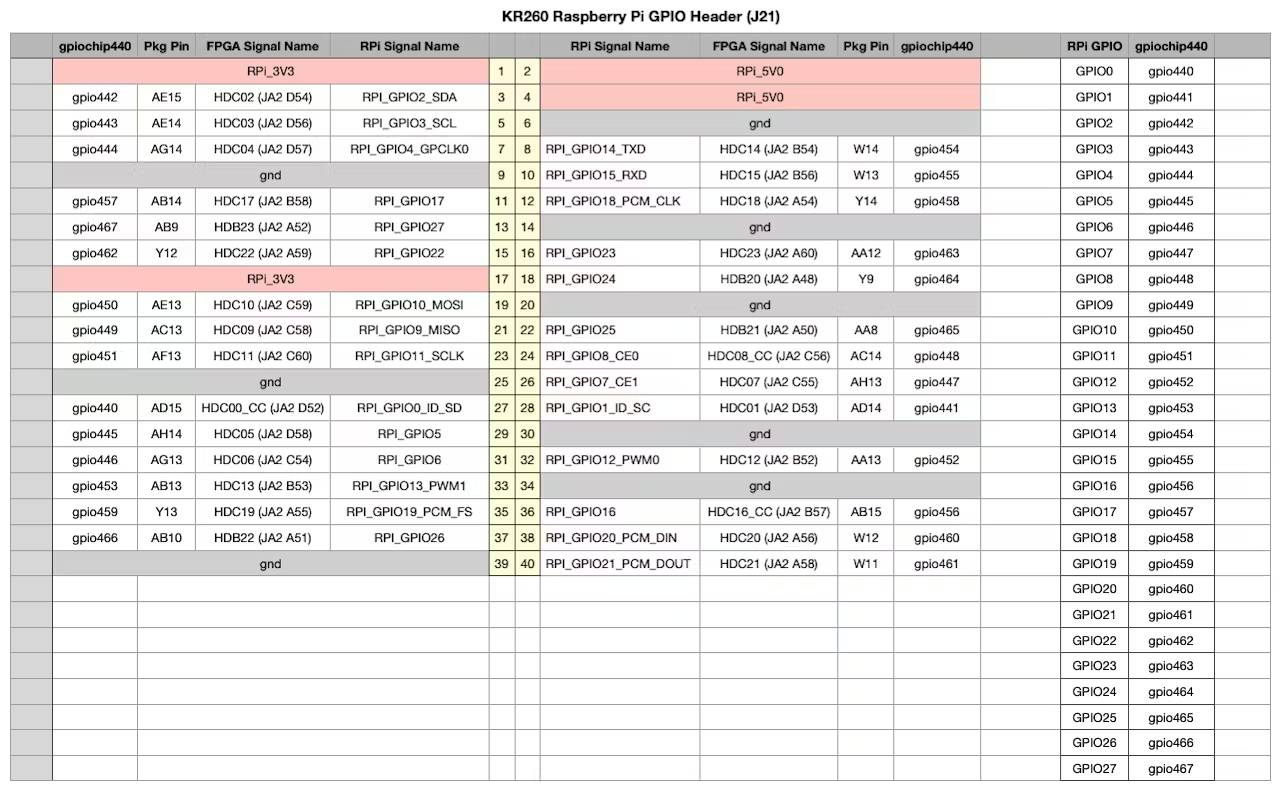 KR260 Raspberry Pi GPIO Header (J21)
gpiochip440 Pkg Pin FPGA Signal Name RPi Signal Name RPi Signal Name FPGA Signal Name Pkg Pin gpiochip440 RPi GPIO gpiochip440
RPi_3V3 1 2 RPi_5V0 GPIO0 gpio440
gpio442 AE15 HDC02 (JA2 D54) RPI_GPIO2_SDA 3 4 RPi_5V0 GPIO1 gpio441
gpio443 AE14 HDC03 (JA2 D56) RPI_GPIO3_SCL 5 6 gnd GPIO2 gpio442
gpio444 AG14 HDC04 (JA2 D57) RPI_GPIO4_GPCLK0 7 8 RPI_GPIO14_TXD HDC14 (JA2 B54) W14 gpio454 GPIO3 gpio443
gnd 9 10 RPI_GPIO15_RXD HDC15 (JA2 B56) W13 gpio455 GPIO4 gpio444
gpio457 AB14 HDC17 (JA2 B58) RPI_GPIO17 11 12 RPI_GPIO18_PCM_CLK HDC18 (JA2 A54) Y14 gpio458 GPIO5 gpio445
gpio467 AB9 HDB23 (JA2 A52) RPI_GPIO27 13 14 gnd GPIO6 gpio446
gpio462 Y12 HDC22 (JA2 A59) RPI_GPIO22 15 16 RPI_GPIO23 HDC23 (JA2 A60) AA12 gpio463 GPIO7 gpio447
RPi_3V3 17 18 RPI_GPIO24 HDB20 (JA2 A48) Y9 gpio464 GPIO8 gpio448
gpio450 AE13 HDC10 (JA2 C59) RPI_GPIO10_MOSI 19 20 gnd GPIO9 gpio449
gpio449 AC13 HDC09 (JA2 C58) RPI_GPIO9_MISO 21 22 RPI_GPIO25 HDB21 (JA2 A50) AA8 gpio465 GPIO10 gpio450
gpio451 AF13 HDC11 (JA2 C60) RPI_GPIO11_SCLK 23 24 RPI_GPIO8_CE0 HDC08_CC (JA2 C56) AC14 gpio448 GPIO11 gpio451
gnd 25 26 RPI_GPIO7_CE1 HDC07 (JA2 C55) AH13 gpio447 GPIO12 gpio452
gpio440 AD15 HDC00_CC (JA2 D52) RPI_GPIO0_ID_SD 27 28 RPI_GPIO1_ID_SC HDC01 (JA2 D53) AD14 gpio441 GPIO13 gpio453
gpio445 AH14 HDC05 (JA2 D58) RPI_GPIO5 29 30 gnd GPIO14 gpio454
gpio446 AG13 HDC06 (JA2 C54) RPI_GPIO6 31 32 RPI_GPIO12_PWM0 HDC12 (JA2 B52) AA13 gpio452 GPIO15 gpio455
gpio453 AB13 HDC13 (JA2 B53) RPI_GPIO13_PWM1 33 34 gnd GPIO16 gpio456
gpio459 Y13 HDC19 (JA2 A55) RPI_GPIO19_PCM_FS 35 36 RPI_GPIO16 HDC16_CC (JA2 B57) AB15 gpio456 GPIO17 gpio457
gpio466 AB10 HDB22 (JA2 A51) RPI_GPIO26 37 38 RPI_GPIO20_PCM_DIN HDC20 (JA2 A56) W12 gpio460 GPIO18 gpio458
gnd 39 40 RPI_GPIO21_PCM_DOUT HDC21 (JA2 A58) W11 gpio461 GPIO19 gpio459
GPIO20 gpio460
GPIO21 gpio461
GPIO22 gpio462
GPIO23 gpio463
GPIO24 gpio464
GPIO25 gpio465
GPIO26 gpio466
GPIO27 gpio467